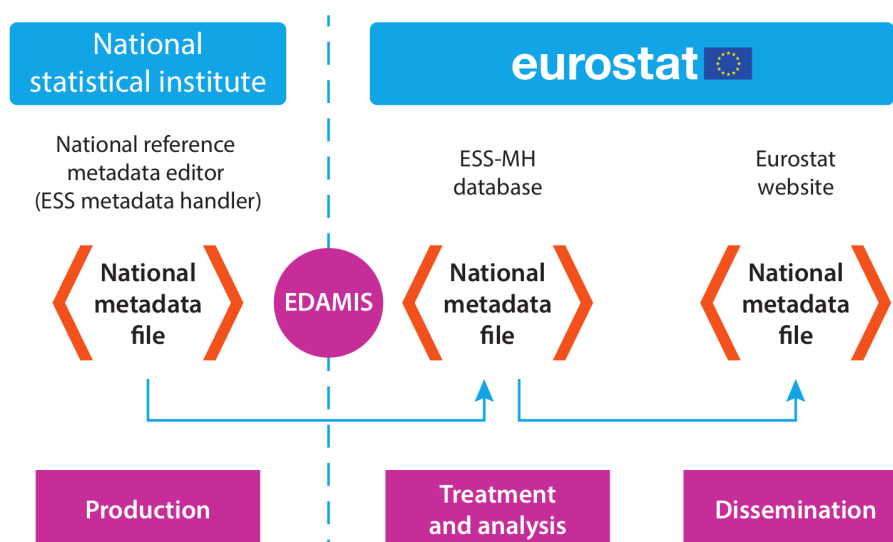 National
statistical institute
eurostat
National reference
metadata editor
(ESS metadata handler)
ESS-MH
database
Eurostat
website
National
metadata
file
EDAMIS
National
metadata
file
National
metadata
file
Production
Treatment
and analysis
Dissemination